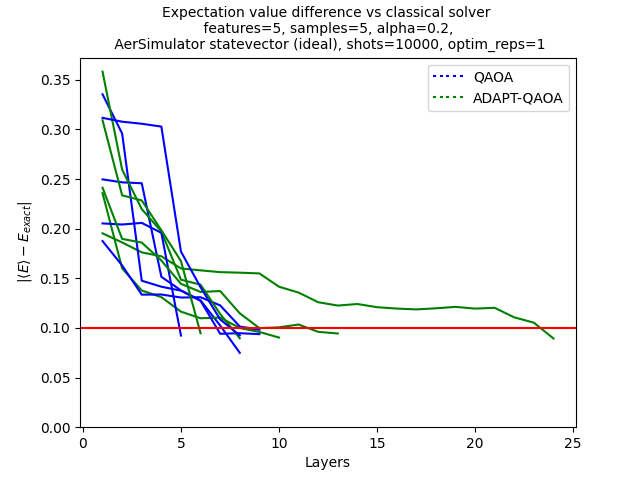 Expectation value difference vs classical solver
features=5, samples=5, alpha=0.2,
AerSimulator statevector (ideal), shots=10000, optim_reps=1
QAOA
ADAPT-QAOA
|⟨E⟩ − E_exact|
0.35
0.30
0.25
0.20
0.15
0.10
0.05
0.00
0
5
10
15
20
25
Layers